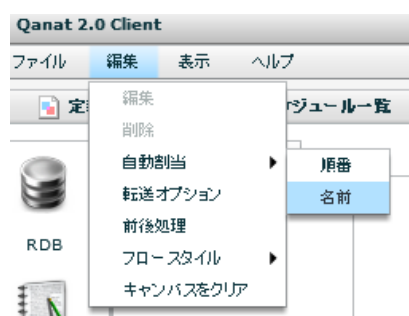 Qanat 2.0 Client
ファイル 編集 表示 ヘルプ
編集
削除
自動割当
順番
名前
転送オプション
前後処理
フロースタイル
キャンバスをクリア
ジュール一覧
RDB